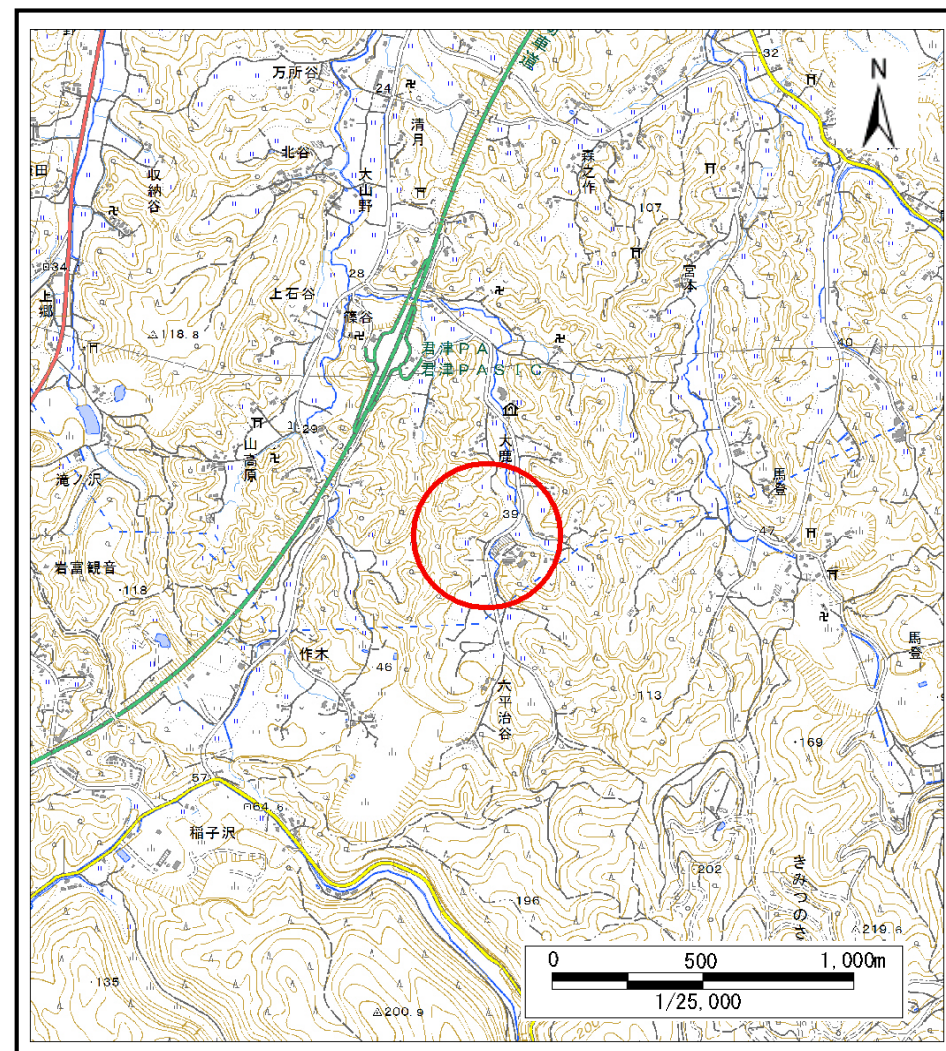 万所谷
32
N
24
清月
北谷
大山野
収納谷
森之作
107
34
上郷
28
上石谷
篠谷
宮本
118.8
君津PA
君津PASIC
40
29
山高原
大鹿
滝ノ沢
馬登
39
47
岩富観音
118
作木
46
六平治谷
113
馬登
169
57
64.6
稲子沢
202
きみつのさ
196
219.6
135
200.9
0 500 1,000m
1/25,000